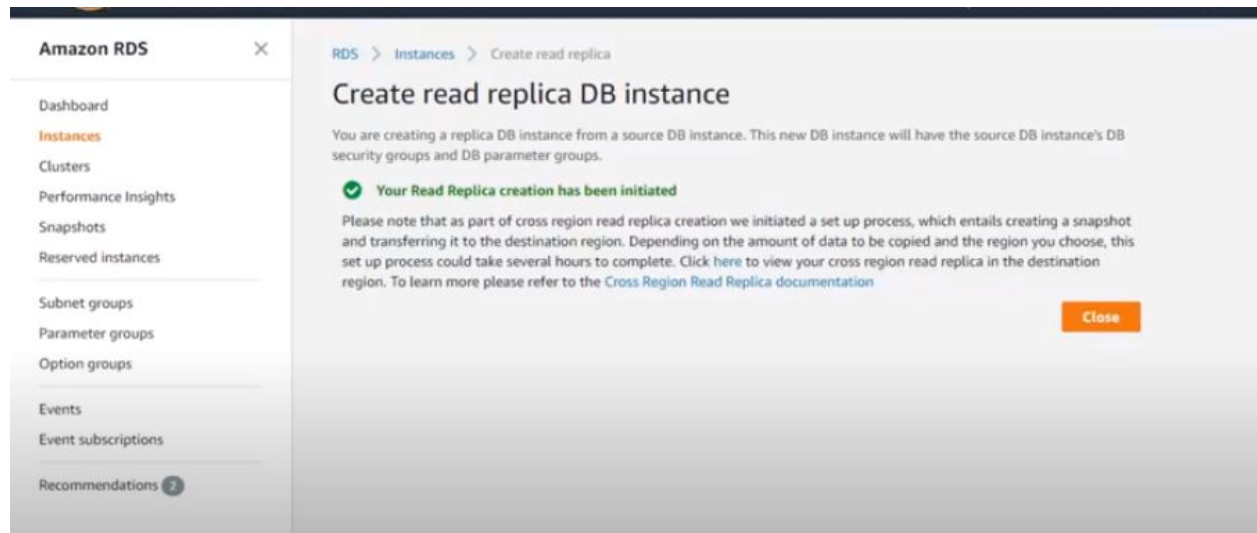 Amazon RDS
Dashboard
Instances
Clusters
Performance Insights
Snapshots
Reserved instances
Subnet groups
Parameter groups
Option groups
Events
Event subscriptions
Recommendations 2
RDS > Instances > Create read replica
Create read replica DB instance
You are creating a replica DB instance from a source DB instance. This new DB instance will have the source DB instance's DB
security groups and DB parameter groups.
Your Read Replica creation has been initiated
Please note that as part of cross region read replica creation we initiated a set up process, which entails creating a snapshot
and transferring it to the destination region. Depending on the amount of data to be copied and the region you choose, this
set up process could take several hours to complete. Click here to view your cross region read replica in the destination
region. To learn more please refer to the Cross Region Read Replica documentation
Close